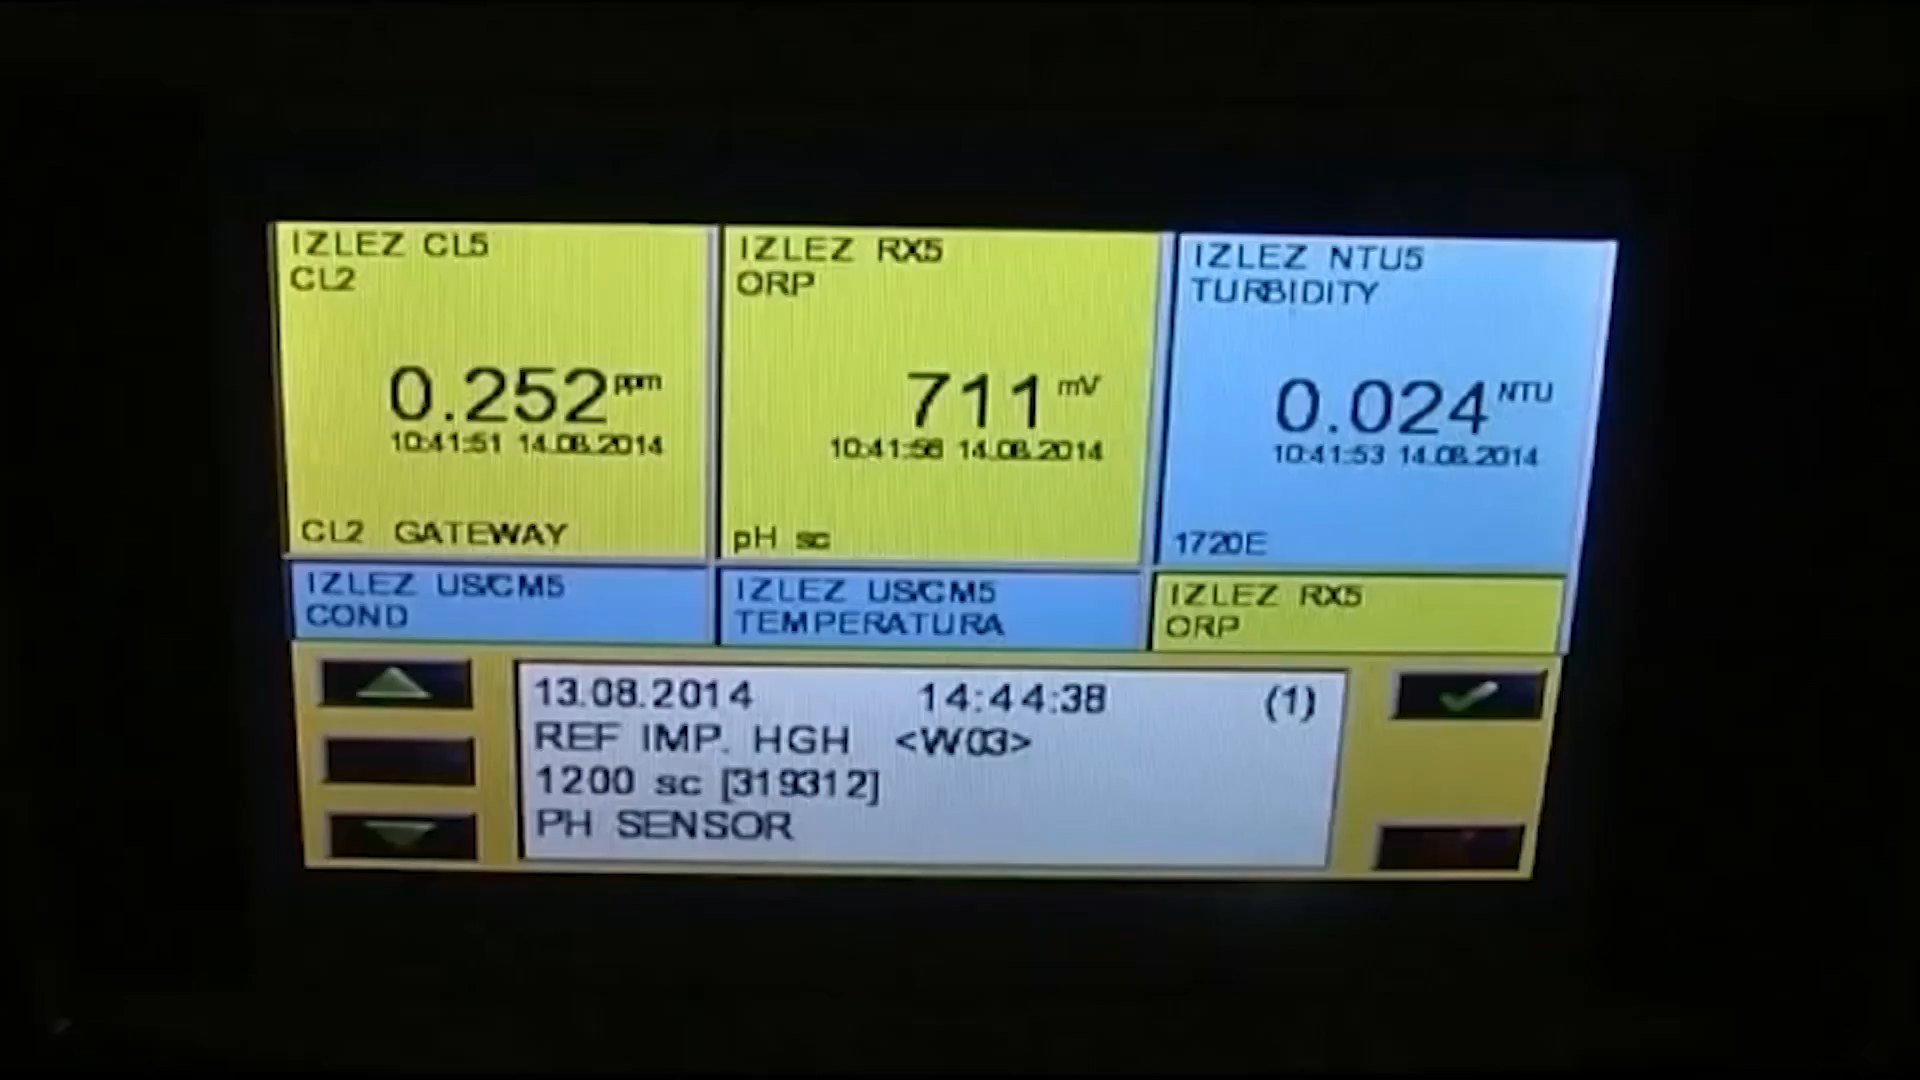 IZLEZ CL5
CL2
0.252 ppm
10:41:51 14.08.2014
CL2 GATEWAY
IZLEZ RX5
ORP
711 mV
10:41:56 14.08.2014
pH sc
IZLEZ NTU5
TURBIDITY
0.024 NTU
10:41:53 14.08.2014
1720E
IZLEZ US/CM5
COND
IZLEZ US/CM5
TEMPERATURA
IZLEZ RX5
ORP
13.08.2014 14:44:38 (1)
REF IMP. HGH <W03>
1200 sc [319312]
PH SENSOR